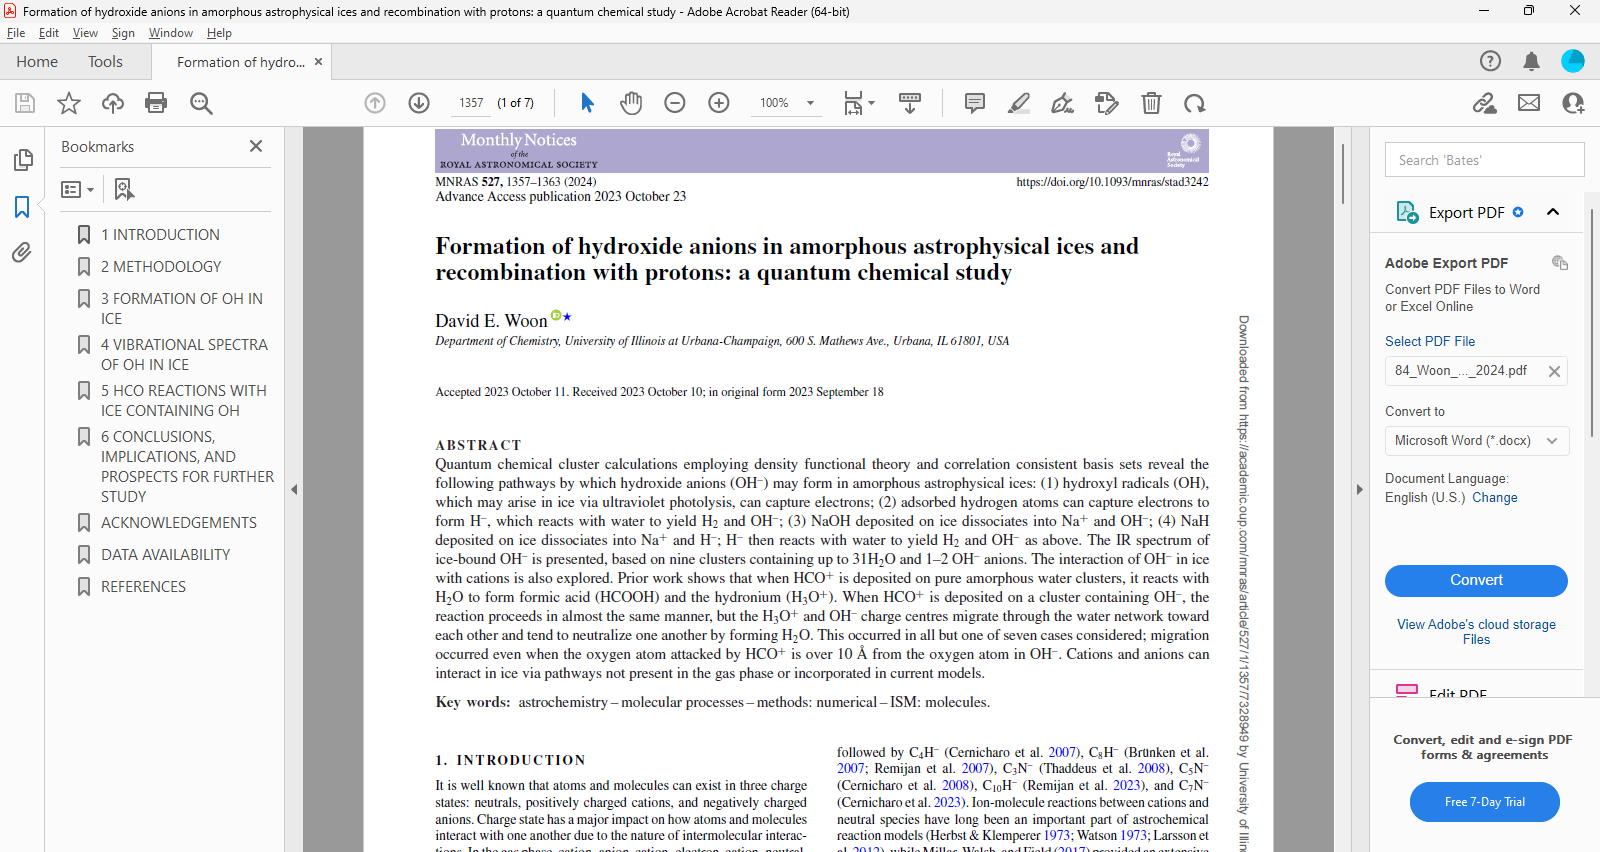 Formation of hydroxide anions in amorphous astrophysical ices and recombination with protons: a quantum chemical study - Adobe Acrobat Reader (64-bit)
File Edit View Sign Window Help
Home Tools Formation of hydro... ×
1357 (1 of 7) 100%
Bookmarks
1 INTRODUCTION
2 METHODOLOGY
3 FORMATION OF OH IN
ICE
4 VIBRATIONAL SPECTRA
OF OH IN ICE
5 HCO REACTIONS WITH
ICE CONTAINING OH
6 CONCLUSIONS,
IMPLICATIONS, AND
PROSPECTS FOR FURTHER
STUDY
ACKNOWLEDGEMENTS
DATA AVAILABILITY
REFERENCES
Monthly Notices
of the
ROYAL ASTRONOMICAL SOCIETY
Royal
Astronomical
Society
MNRAS 527, 1357–1363 (2024)
https://doi.org/10.1093/mnras/stad3242
Advance Access publication 2023 October 23
Formation of hydroxide anions in amorphous astrophysical ices and
recombination with protons: a quantum chemical study
David E. Woon iD ★
Department of Chemistry, University of Illinois at Urbana-Champaign, 600 S. Mathews Ave., Urbana, IL 61801, USA
Accepted 2023 October 11. Received 2023 October 10; in original form 2023 September 18
ABSTRACT
Quantum chemical cluster calculations employing density functional theory and correlation consistent basis sets reveal the
following pathways by which hydroxide anions (OH⁻) may form in amorphous astrophysical ices: (1) hydroxyl radicals (OH),
which may arise in ice via ultraviolet photolysis, can capture electrons; (2) adsorbed hydrogen atoms can capture electrons to
form H⁻, which reacts with water to yield H₂ and OH⁻; (3) NaOH deposited on ice dissociates into Na⁺ and OH⁻; (4) NaH
deposited on ice dissociates into Na⁺ and H⁻; H⁻ then reacts with water to yield H₂ and OH⁻ as above. The IR spectrum of
ice-bound OH⁻ is presented, based on nine clusters containing up to 31H₂O and 1–2 OH⁻ anions. The interaction of OH⁻ in ice
with cations is also explored. Prior work shows that when HCO⁺ is deposited on pure amorphous water clusters, it reacts with
H₂O to form formic acid (HCOOH) and the hydronium (H₃O⁺). When HCO⁺ is deposited on a cluster containing OH⁻, the
reaction proceeds in almost the same manner, but the H₃O⁺ and OH⁻ charge centres migrate through the water network toward
each other and tend to neutralize one another by forming H₂O. This occurred in all but one of seven cases considered; migration
occurred even when the oxygen atom attacked by HCO⁺ is over 10 Å from the oxygen atom in OH⁻. Cations and anions can
interact in ice via pathways not present in the gas phase or incorporated in current models.
Key words: astrochemistry – molecular processes – methods: numerical – ISM: molecules.
1. INTRODUCTION
It is well known that atoms and molecules can exist in three charge
states: neutrals, positively charged cations, and negatively charged
anions. Charge state has a major impact on how atoms and molecules
interact with one another due to the nature of intermolecular interac-
tions. In the gas phase, cation–anion, cation–electron, cation–neutral,
followed by C₄H⁻ (Cernicharo et al. 2007), C₈H⁻ (Brünken et al.
2007; Remijan et al. 2007), C₃N⁻ (Thaddeus et al. 2008), C₅N⁻
(Cernicharo et al. 2008), C₁₀H⁻ (Remijan et al. 2023), and C₇N⁻
(Cernicharo et al. 2023). Ion-molecule reactions between cations and
neutral species have long been an important part of astrochemical
reaction models (Herbst & Klemperer 1973; Watson 1973; Larsson et
al. 2012), while Millar, Walsh, and Field (2017) provided an extensive
Downloaded from https://academic.oup.com/mnras/article/527/1/1357/7328949 by University of Illin
Search 'Bates'
Export PDF
Adobe Export PDF
Convert PDF Files to Word
or Excel Online
Select PDF File
84_Woon_..._2024.pdf
Convert to
Microsoft Word (*.docx)
Document Language:
English (U.S.) Change
Convert
View Adobe's cloud storage
Files
Edit PDF
Convert, edit and e-sign PDF
forms & agreements
Free 7-Day Trial